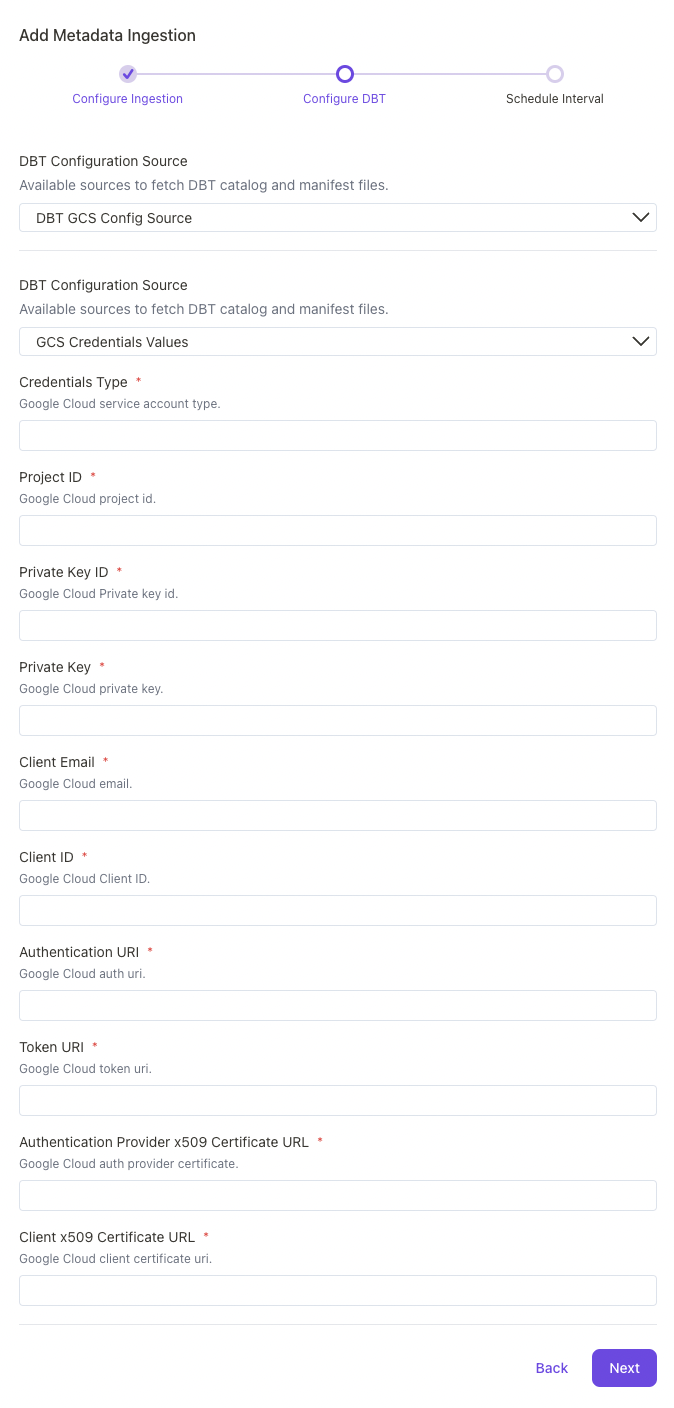 Add Metadata Ingestion
Configure Ingestion
Configure DBT
Schedule Interval
DBT Configuration Source
Available sources to fetch DBT catalog and manifest files.
DBT GCS Config Source
DBT Configuration Source
Available sources to fetch DBT catalog and manifest files.
GCS Credentials Values
Credentials Type *
Google Cloud service account type.
Project ID *
Google Cloud project id.
Private Key ID *
Google Cloud Private key id.
Private Key *
Google Cloud private key.
Client Email *
Google Cloud email.
Client ID *
Google Cloud Client ID.
Authentication URI *
Google Cloud auth uri.
Token URI *
Google Cloud token uri.
Authentication Provider x509 Certificate URL *
Google Cloud auth provider certificate.
Client x509 Certificate URL *
Google Cloud client certificate uri.
Back
Next